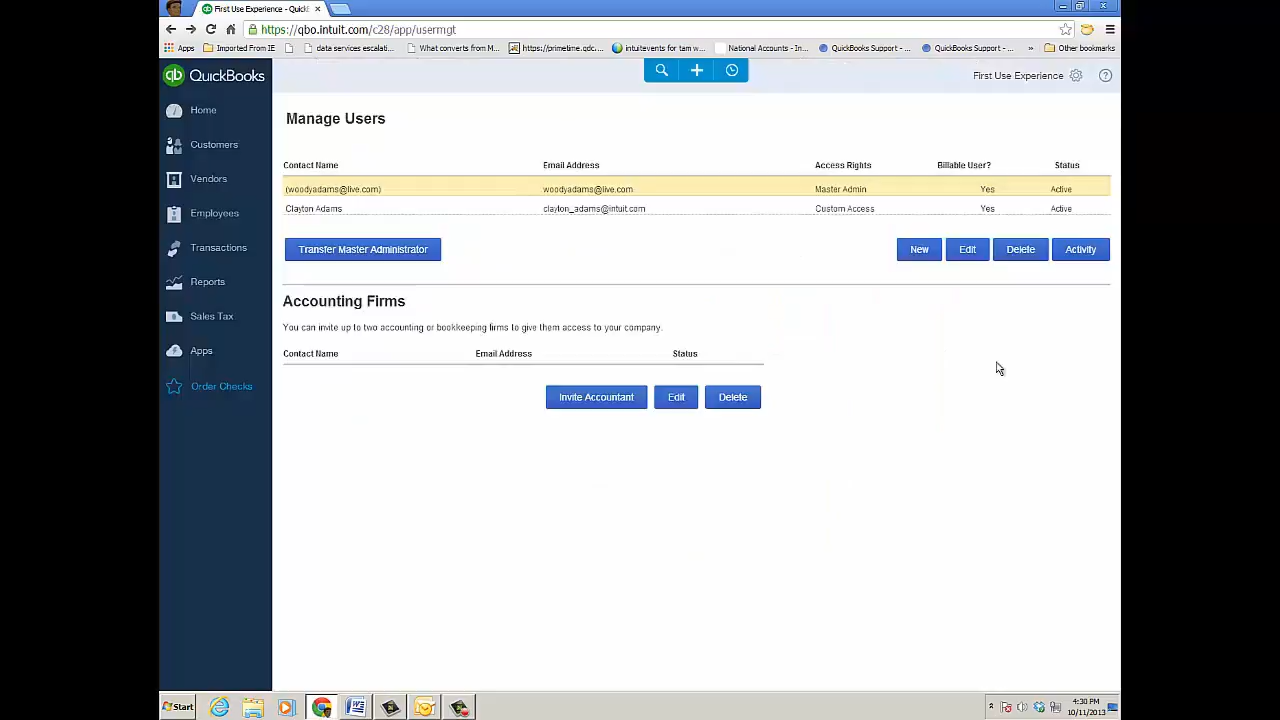 First Use Experience - Quick
https://qbo.intuit.com/c28/app/usermgt
Apps
Imported From IE
data services escalati...
What converts from M...
https://primetime.qdc...
intuitevents for tam w...
National Accounts - In...
QuickBooks Support - ...
QuickBooks Support - ...
»
Other bookmarks
qb QuickBooks
First Use Experience
Home
Customers
Vendors
Employees
Transactions
Reports
Sales Tax
Apps
Order Checks
Manage Users
Contact Name Email Address Access Rights Billable User? Status
(woodyadams@live.com) woodyadams@live.com Master Admin Yes Active
Clayton Adams clayton_adams@intuit.com Custom Access Yes Active
Transfer Master Administrator New Edit Delete Activity
Accounting Firms
You can invite up to two accounting or bookkeeping firms to give them access to your company.
Contact Name Email Address Status
Invite Accountant Edit Delete
Start
4:30 PM
10/11/2013